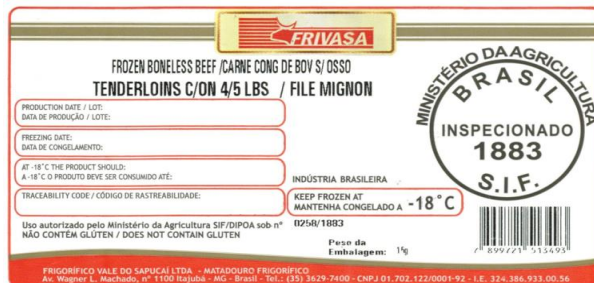 FRIVASA
FROZEN BONELESS BEEF /CARNE CONG DE BOV S/ OSSO
TENDERLOINS C/ON 4/5 LBS / FILE MIGNON
PRODUCTION DATE / LOT:
DATA DE PRODUÇÃO / LOTE:
FREEZING DATE:
DATA DE CONGELAMENTO:
AT -18°C THE PRODUCT SHOULD:
A -18°C O PRODUTO DEVE SER CONSUMIDO ATÉ:
TRACEABILITY CODE / CÓDIGO DE RASTREABILIDADE:
INDÚSTRIA BRASILEIRA
KEEP FROZEN AT
MANTENHA CONGELADO A -18°C
MINISTÉRIO DA AGRICULTURA
BRASIL
INSPECIONADO
1883
S.I.F.
Uso autorizado pelo Ministério da Agricultura SIF/DIPOA sob nº 0258/1883
NÃO CONTÉM GLÚTEN / DOES NOT CONTAIN GLUTEN
Peso da
Embalagem:
7 899721 513493
FRIGORÍFICO VALE DO SAPUCAÍ LTDA - MATADOURO FRIGORÍFICO
Av. Wagner L. Machado, nº 1100 Itajubá - MG - Brasil - Tel.: (35) 3629-7400 - CNPJ 01.702.122/0001-92 - I.E. 324.386.933.00.56